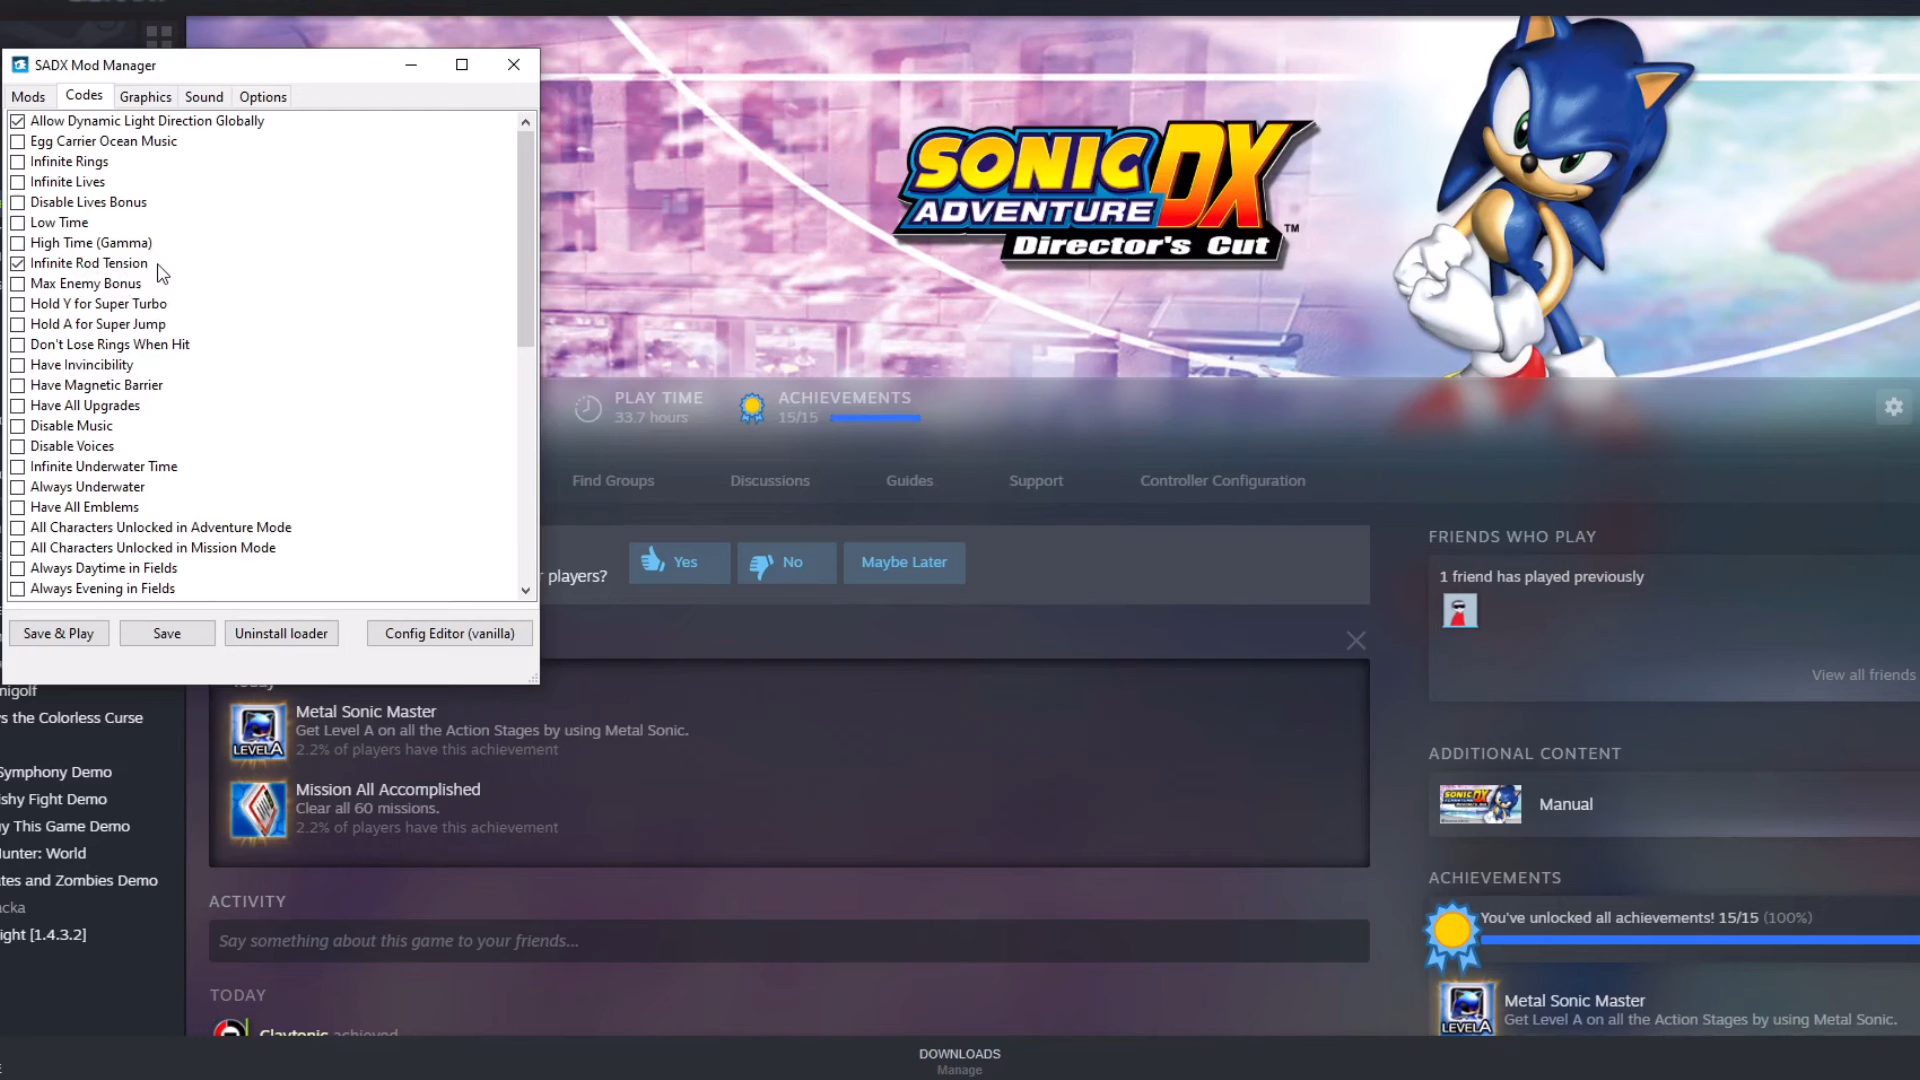 SADX Mod Manager
Mods
Codes
Graphics
Sound
Options
Allow Dynamic Light Direction Globally
Egg Carrier Ocean Music
Infinite Rings
Infinite Lives
Disable Lives Bonus
Low Time
High Time (Gamma)
Infinite Rod Tension
Max Enemy Bonus
Hold Y for Super Turbo
Hold A for Super Jump
Don't Lose Rings When Hit
Have Invincibility
Have Magnetic Barrier
Have All Upgrades
Disable Music
Disable Voices
Infinite Underwater Time
Always Underwater
Have All Emblems
All Characters Unlocked in Adventure Mode
All Characters Unlocked in Mission Mode
Always Daytime in Fields
Always Evening in Fields
Save & Play
Save
Uninstall loader
Config Editor (vanilla)
nigolf
s the Colorless Curse
Symphony Demo
ishy Fight Demo
y This Game Demo
unter: World
ates and Zombies Demo
acka
ight [1.4.3.2]
SONIC
ADVENTURE DX
Director's Cut
TM
PLAY TIME
33.7 hours
ACHIEVEMENTS
15/15
Find Groups
Discussions
Guides
Support
Controller Configuration
players?
Yes
No
Maybe Later
Today
LEVEL A
Metal Sonic Master
Get Level A on all the Action Stages by using Metal Sonic.
2.2% of players have this achievement
Mission All Accomplished
Clear all 60 missions.
2.2% of players have this achievement
ACTIVITY
Say something about this game to your friends...
TODAY
Claytonic achieved
FRIENDS WHO PLAY
1 friend has played previously
View all friends
ADDITIONAL CONTENT
Manual
ACHIEVEMENTS
You've unlocked all achievements! 15/15 (100%)
LEVEL A
Metal Sonic Master
Get Level A on all the Action Stages by using Metal Sonic.
DOWNLOADS
Manage